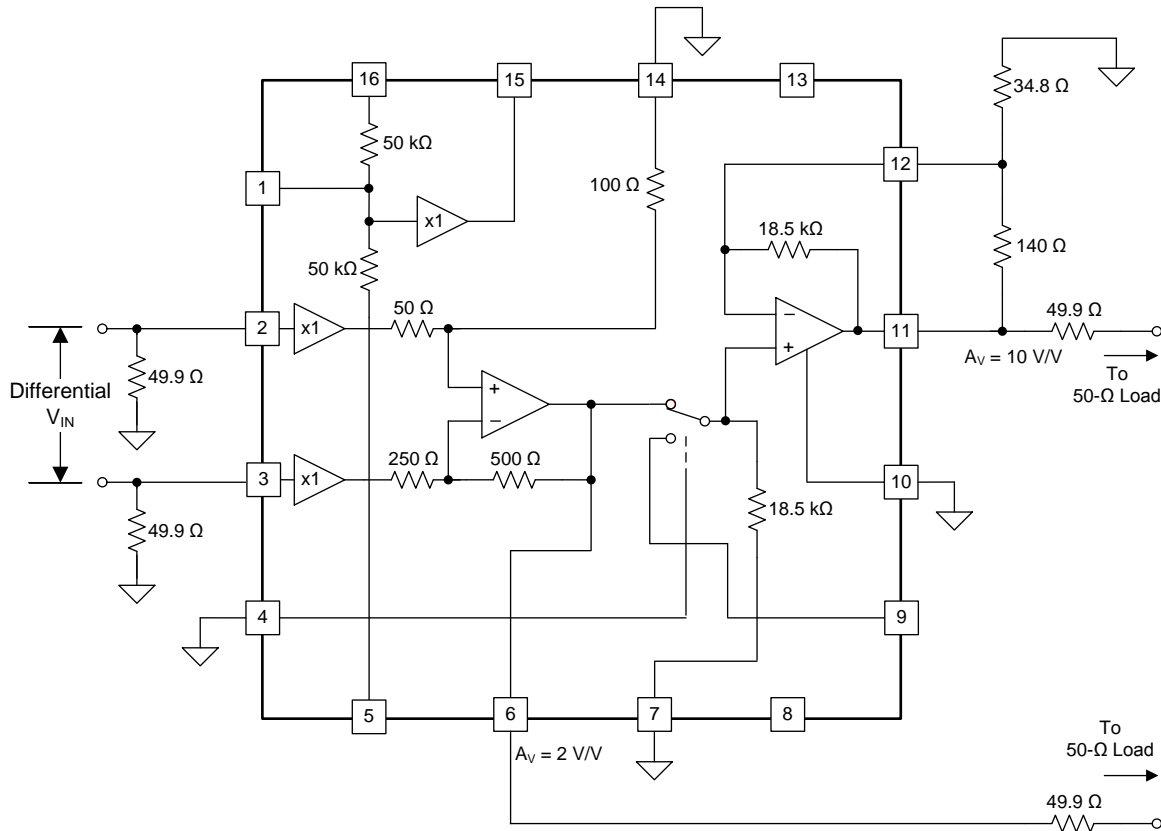 16
15
14
13
34.8 Ω
50 kΩ
1
12
100 Ω
x1
18.5 kΩ
140 Ω
50 kΩ
50 Ω
2
x1
−
+
11
49.9 Ω
A_V = 10 V/V
To
50-Ω Load
49.9 Ω
Differential
V_IN
+
−
250 Ω
500 Ω
3
x1
10
18.5 kΩ
49.9 Ω
4
9
5
6
7
8
A_V = 2 V/V
To
50-Ω Load
49.9 Ω